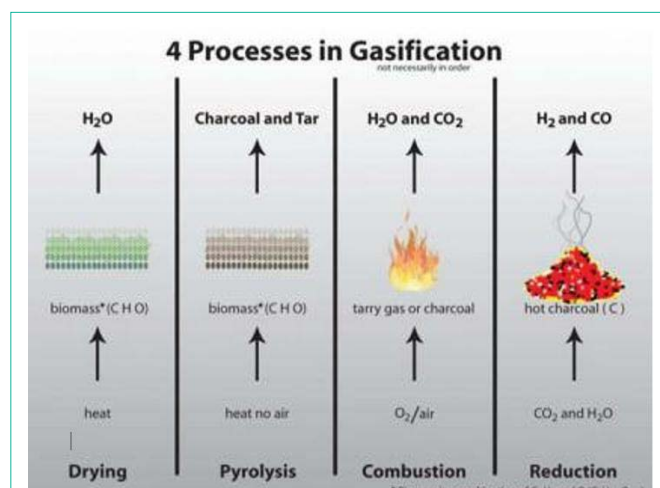 4 Processes in Gasification
not necessarily in order
H₂O
Charcoal and Tar
H₂O and CO₂
H₂ and CO
biomass*(C H O)
biomass*(C H O)
tarry gas or charcoal
hot charcoal ( C )
heat
heat no air
O₂/air
CO₂ and H₂O
Drying
Pyrolysis
Combustion
Reduction